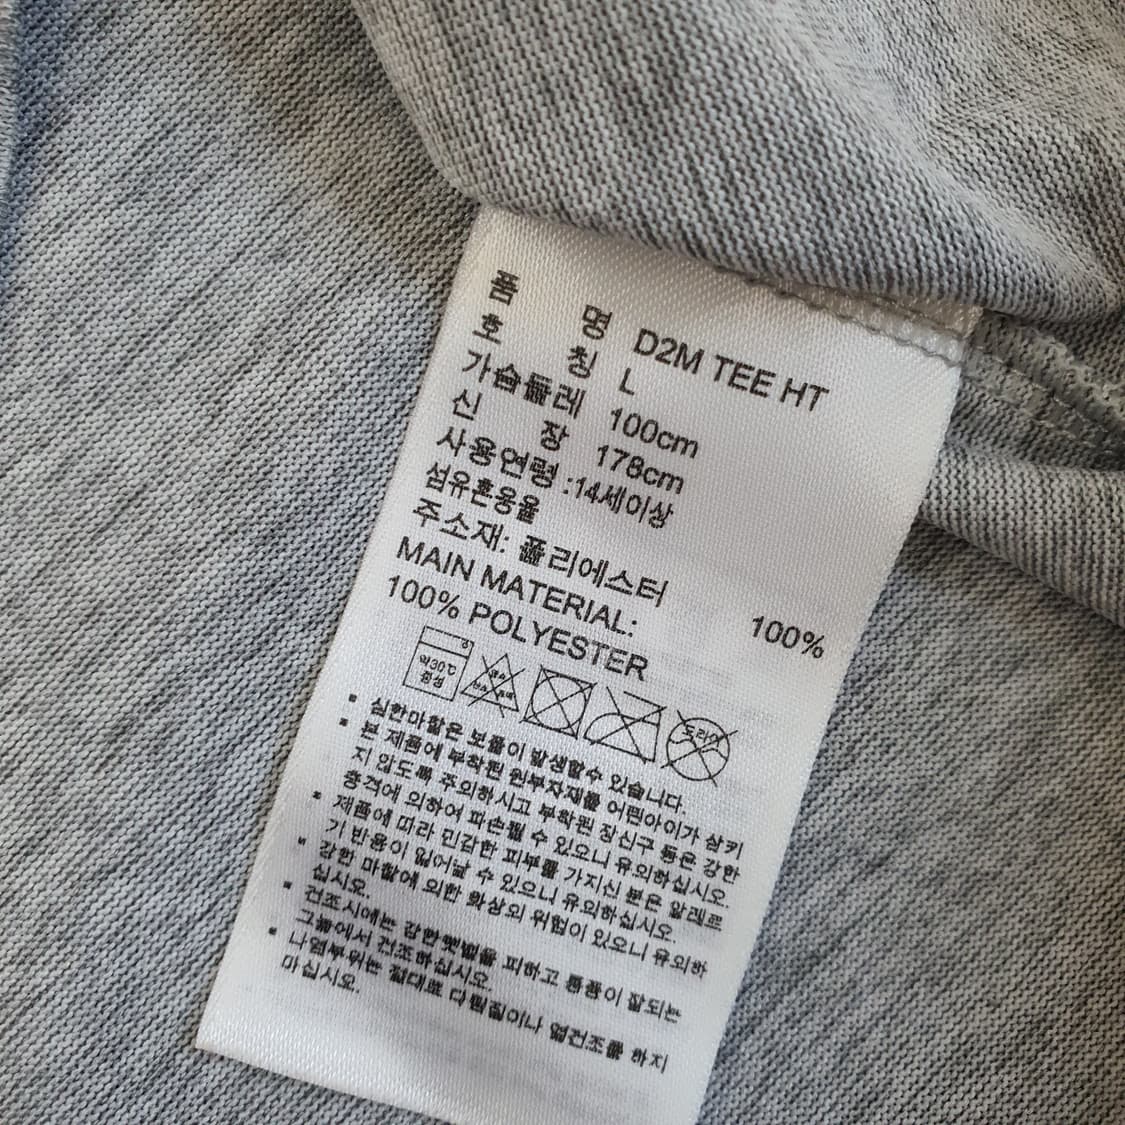 품 명 D2M TEE HT
호 칭 L
가슴둘레 100cm
신 장 178cm
사용연령 :14세이상
섬유혼용율
주소재: 폴리에스터 100%
MAIN MATERIAL:
100% POLYESTER
약30℃
중성
드라이
▪ 심한마찰은 보풀이 발생할수 있습니다.
▪ 본 제품에 부착된 원부자재를 어린아이가 삼키
지 않도록 주의하시고 부착된 장신구 등은 강한
충격에 의하여 파손될 수 있으니 유의하십시오.
▪ 제품에 따라 민감한 피부를 가지신 분은 알레르
기 반응이 일어날 수 있으니 유의하십시오.
▪ 강한 마찰에 의한 화상의 위험이 있으니 유의하
십시오.
▪ 건조시에는 강한햇볕을 피하고 통풍이 잘되는
그늘에서 건조하십시오.
▪ 나염부위는 절대로 다림질이나 열건조를 하지
마십시오.